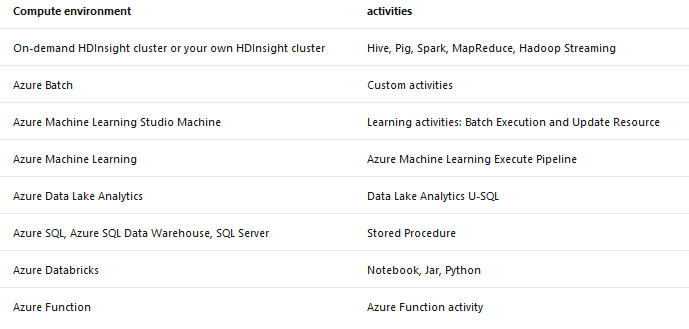 Compute environment activities
On-demand HDInsight cluster or your own HDInsight cluster Hive, Pig, Spark, MapReduce, Hadoop Streaming
Azure Batch Custom activities
Azure Machine Learning Studio Machine Learning activities: Batch Execution and Update Resource
Azure Machine Learning Azure Machine Learning Execute Pipeline
Azure Data Lake Analytics Data Lake Analytics U-SQL
Azure SQL, Azure SQL Data Warehouse, SQL Server Stored Procedure
Azure Databricks Notebook, Jar, Python
Azure Function Azure Function activity